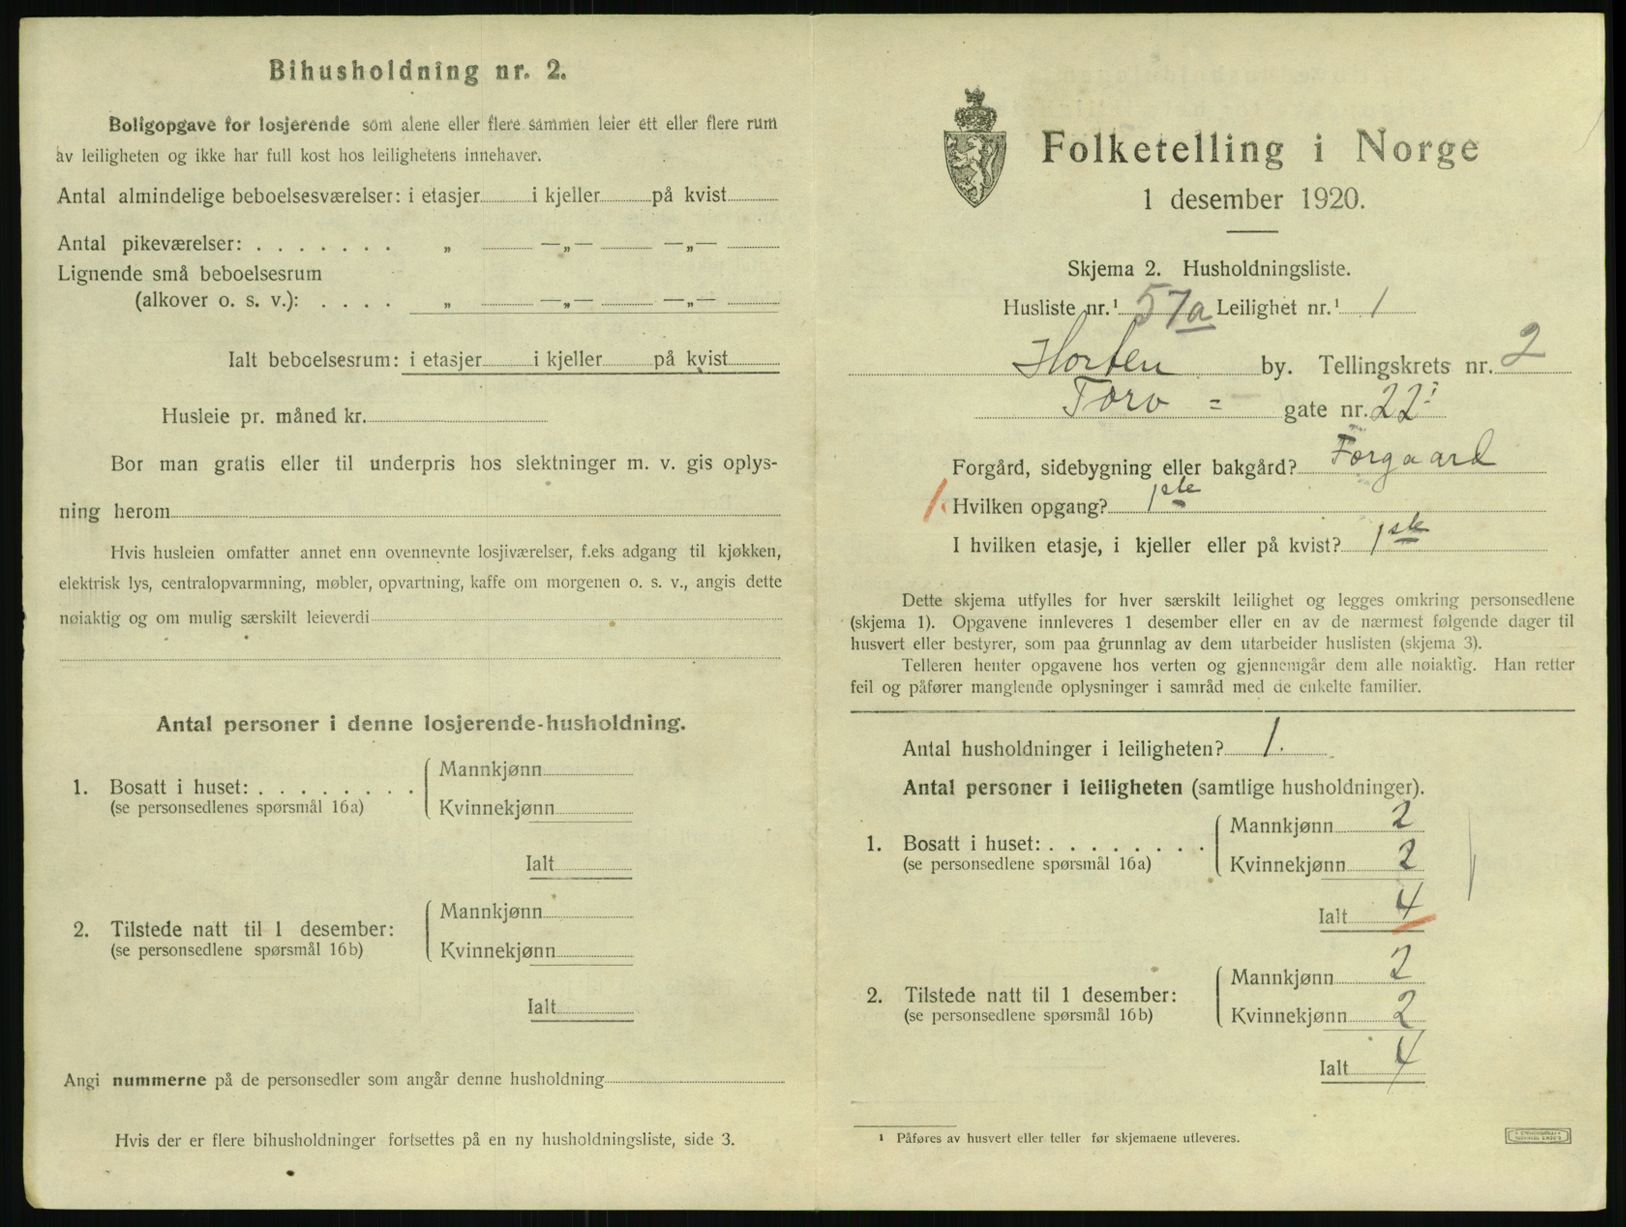 Bihusholdning nr. 2.
Boligopgave for losjerende som alene eller flere sammen leier ett eller flere rum
av leiligheten og ikke har full kost hos leilighetens innehaver.
Antal almindelige beboelsesværelser: i etasjer i kjeller på kvist
Antal pikeværelser: . . . . . . . „ —„— —„—
Lignende små beboelsesrum
(alkover o. s. v.): . . . . „ —„— —„—
Ialt beboelsesrum: i etasjer i kjeller på kvist
Husleie pr. måned kr.
Bor man gratis eller til underpris hos slektninger m. v. gis oplys-
ning herom
Hvis husleien omfatter annet enn ovennevnte losjiværelser, f.eks adgang til kjøkken,
elektrisk lys, centralopvarmning, møbler, opvartning, kaffe om morgenen o. s. v., angis dette
nøiaktig og om mulig særskilt leieverdi
Antal personer i denne losjerende-husholdning.
1. Bosatt i huset: . . . . . . . . Mannkjønn
(se personsedlenes spørsmål 16a) Kvinnekjønn
Ialt
2. Tilstede natt til 1 desember: Mannkjønn
(se personsedlene spørsmål 16b) Kvinnekjønn
Ialt
Angi nummerne på de personsedler som angår denne husholdning
Hvis der er flere bihusholdninger fortsettes på en ny husholdningsliste, side 3.
Folketelling i Norge
1 desember 1920.
Skjema 2. Husholdningsliste.
Husliste nr.¹ 57a Leilighet nr.¹ 1
Horten by. Tellingskrets nr. 2
Torv = gate nr. 22
Forgård, sidebygning eller bakgård? Forgaard
1. Hvilken opgang? 1ste
I hvilken etasje, i kjeller eller på kvist? 1ste
Dette skjema utfylles for hver særskilt leilighet og legges omkring personsedlene
(skjema 1). Opgavene innleveres 1 desember eller en av de nærmest følgende dager til
husvert eller bestyrer, som paa grunnlag av dem utarbeider huslisten (skjema 3).
Telleren henter opgavene hos verten og gjennemgår dem alle nøiaktig. Han retter
feil og påfører manglende oplysninger i samråd med de enkelte familier.
Antal husholdninger i leiligheten? 1.
Antal personer i leiligheten (samtlige husholdninger).
1. Bosatt i huset: . . . . . . . . Mannkjønn 2
(se personsedlene spørsmål 16a) Kvinnekjønn 2
Ialt 4
2. Tilstede natt til 1 desember: Mannkjønn 2
(se personsedlene spørsmål 16b) Kvinnekjønn 2
Ialt 4
¹ Påføres av husvert eller teller før skjemaene utleveres.